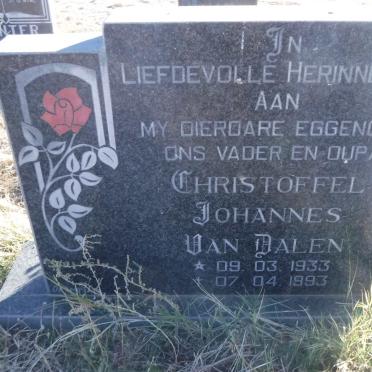 In
Liefdevolle Herinne
aan
my dierbare eggeno
ons vader en oupa
Christoffel
Johannes
Van Dalen
* 09. 03. 1933
07. 04. 1993